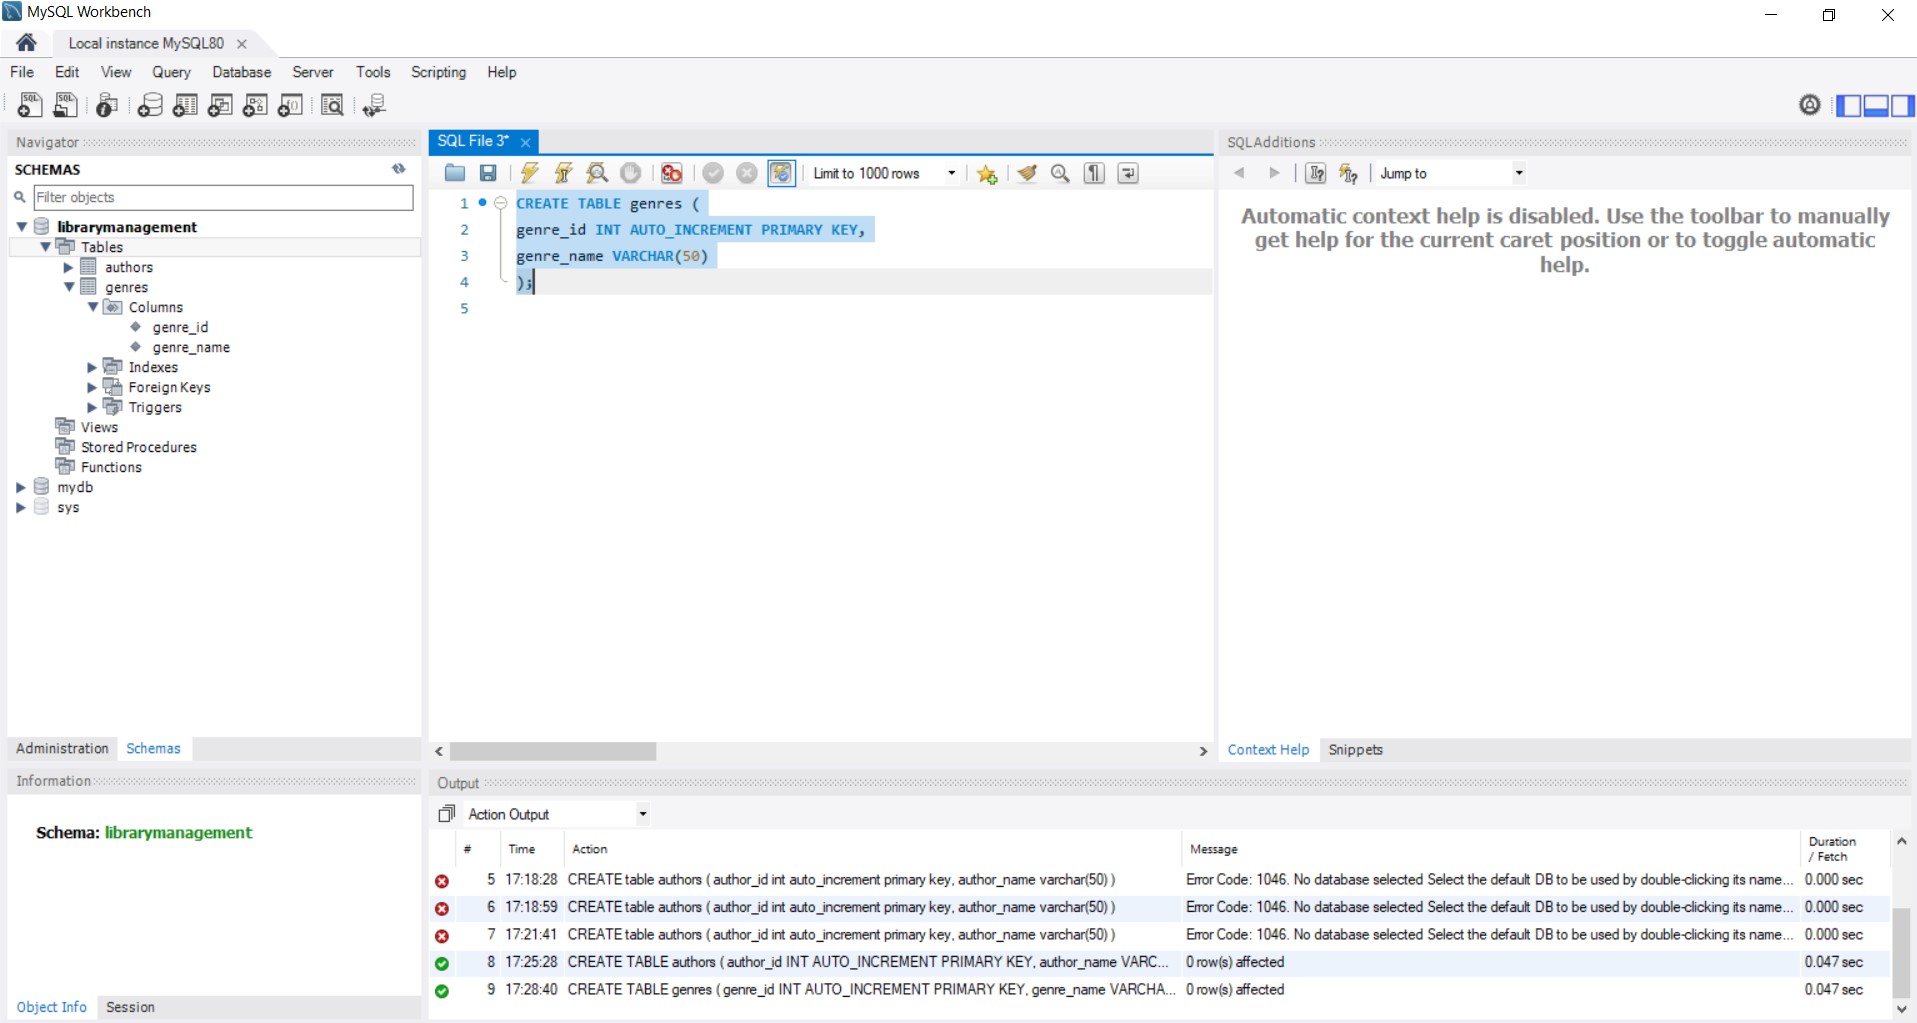 MySQL Workbench
Local instance MySQL80
File Edit View Query Database Server Tools Scripting Help
Navigator
SCHEMAS
Filter objects
librarymanagement
Tables
authors
genres
Columns
genre_id
genre_name
Indexes
Foreign Keys
Triggers
Views
Stored Procedures
Functions
mydb
sys
Administration Schemas
Information
Schema: librarymanagement
Object Info Session
SQL File 3*
Limit to 1000 rows
1 CREATE TABLE genres (
2 genre_id INT AUTO_INCREMENT PRIMARY KEY,
3 genre_name VARCHAR(50)
4 );
5
SQLAdditions
Jump to
Automatic context help is disabled. Use the toolbar to manually
get help for the current caret position or to toggle automatic
help.
Context Help Snippets
Output
Action Output
# Time Action Message Duration / Fetch
5 17:18:28 CREATE table authors ( author_id int auto_increment primary key, author_name varchar(50) ) Error Code: 1046. No database selected Select the default DB to be used by double-clicking its name... 0.000 sec
6 17:18:59 CREATE table authors ( author_id int auto_increment primary key, author_name varchar(50) ) Error Code: 1046. No database selected Select the default DB to be used by double-clicking its name... 0.000 sec
7 17:21:41 CREATE table authors ( author_id int auto_increment primary key, author_name varchar(50) ) Error Code: 1046. No database selected Select the default DB to be used by double-clicking its name... 0.000 sec
8 17:25:28 CREATE TABLE authors ( author_id INT AUTO_INCREMENT PRIMARY KEY, author_name VARC... 0 row(s) affected 0.047 sec
9 17:28:40 CREATE TABLE genres ( genre_id INT AUTO_INCREMENT PRIMARY KEY, genre_name VARCHA... 0 row(s) affected 0.047 sec